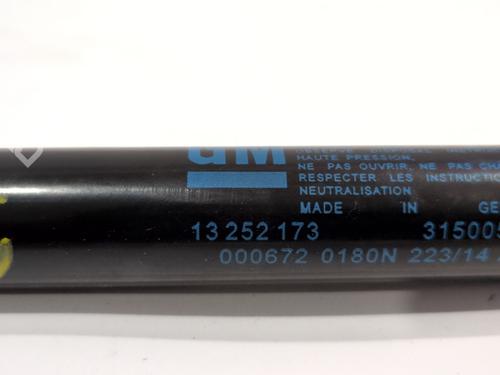 GM
HAUTE PRESSION,
NE PAS OUVRIR, NE PAS
RESPECTER LES
NEUTRALISATION
MADE IN
13 252 173 31500
000672 0180N 223/14